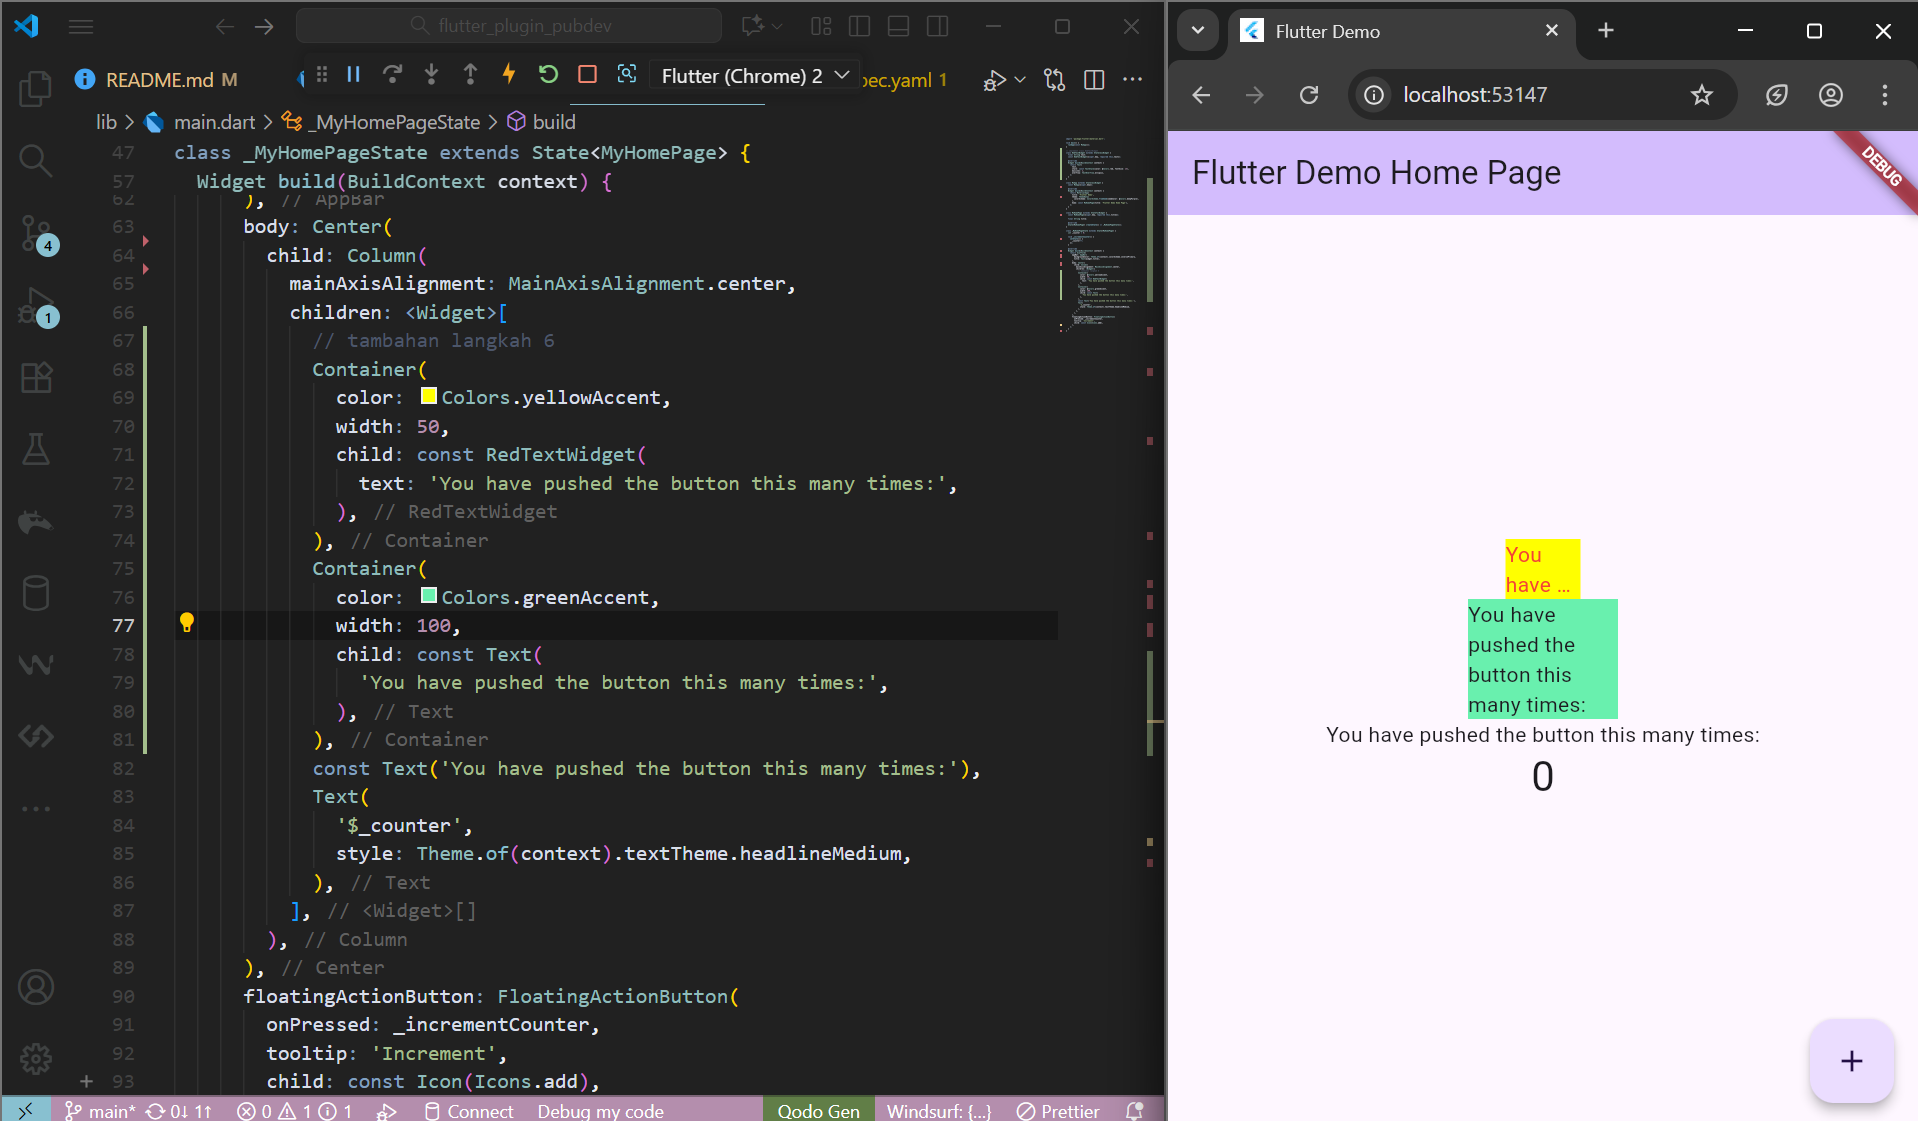 flutter_plugin_pubdev
README.md M
Flutter (Chrome) 2
pec.yaml 1
lib > main.dart > _MyHomePageState > build
47 class _MyHomePageState extends State<MyHomePage> {
57 Widget build(BuildContext context) {
62 ), // AppBar
63 body: Center(
64 child: Column(
65 mainAxisAlignment: MainAxisAlignment.center,
66 children: <Widget>[
67 // tambahan langkah 6
68 Container(
69 color: Colors.yellowAccent,
70 width: 50,
71 child: const RedTextWidget(
72 text: 'You have pushed the button this many times:',
73 ), // RedTextWidget
74 ), // Container
75 Container(
76 color: Colors.greenAccent,
77 width: 100,
78 child: const Text(
79 'You have pushed the button this many times:',
80 ), // Text
81 ), // Container
82 const Text('You have pushed the button this many times:'),
83 Text(
84 '$_counter',
85 style: Theme.of(context).textTheme.headlineMedium,
86 ), // Text
87 ], // <Widget>[]
88 ), // Column
89 ), // Center
90 floatingActionButton: FloatingActionButton(
91 onPressed: _incrementCounter,
92 tooltip: 'Increment',
93 child: const Icon(Icons.add),
4
1
main* 0↓ 1↑ 0 1 1 Connect Debug my code Qodo Gen Windsurf: {...} Prettier
Flutter Demo
localhost:53147
Flutter Demo Home Page
DEBUG
You
have ...
You have
pushed the
button this
many times:
You have pushed the button this many times:
0
+